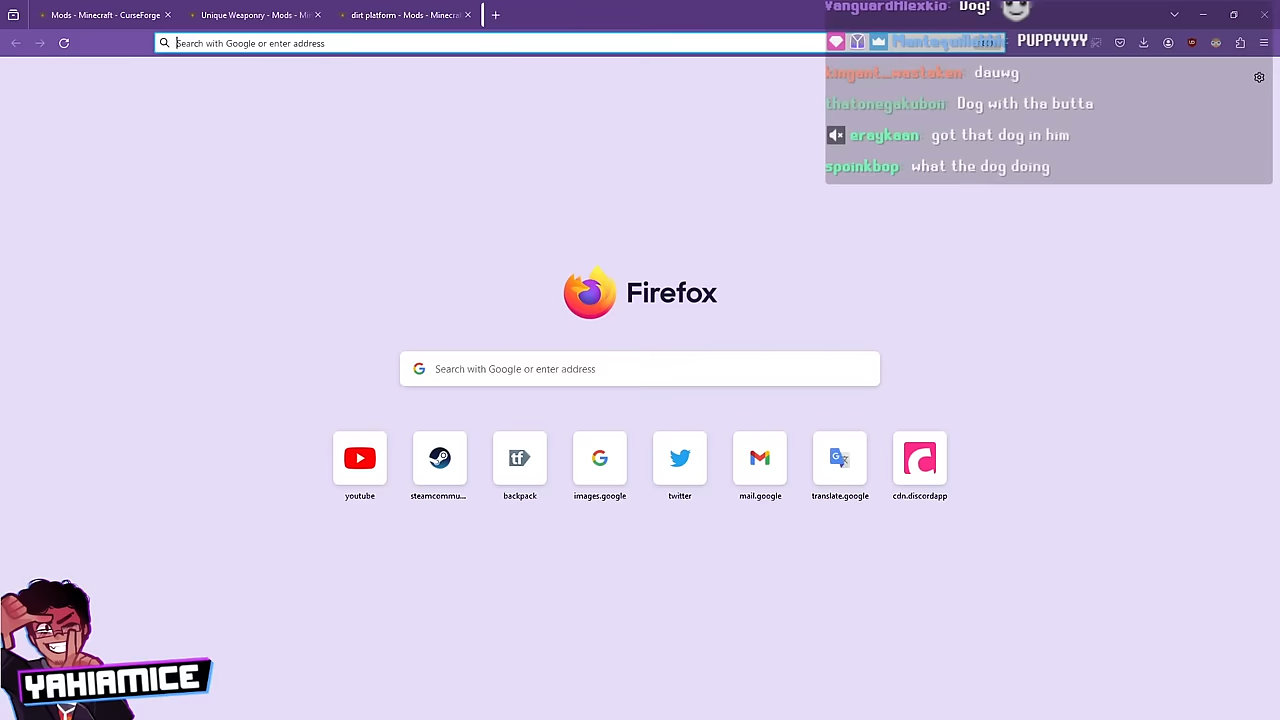 Mods - Minecraft - CurseForge
Unique Weaponry - Mods - Mi
dirt platform - Mods - Minecra
VanguardAlexkio: Dog!
Search with Google or enter address
PUPPYYYY
kingant_wastaken: dauwg
thatonegakuboii: Dog with tha butta
eraykaan got that dog in him
spoinkbop what the dog doing
Firefox
Search with Google or enter address
youtube
steamcommu...
backpack
images.google
twitter
mail.google
translate.google
cdn.discordapp
YAHIAMICE